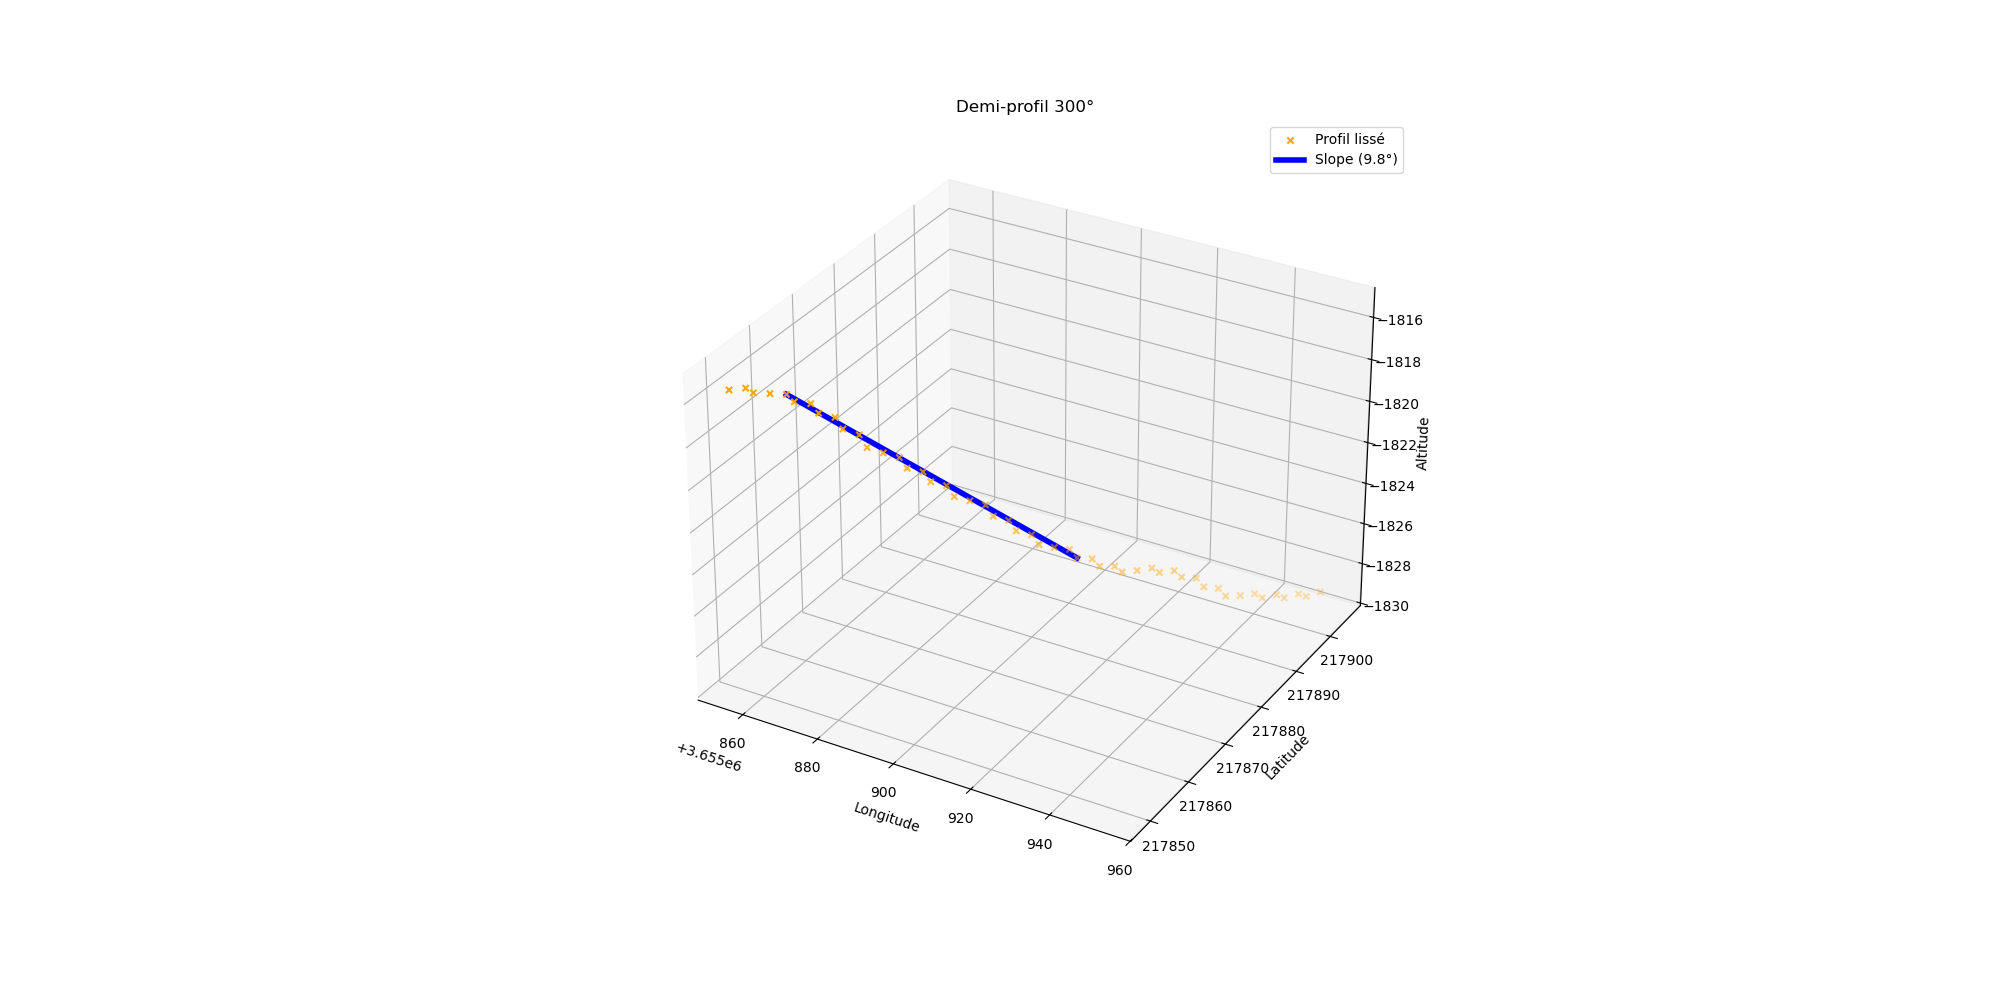 Demi-profil 300°
Profil lissé
Slope (9.8°)
−1816
−1818
−1820
−1822
−1824
−1826
−1828
−1830
Altitude
217900
217890
217880
217870
217860
217850
Latitude
860
880
900
920
940
960
+3.655e6
Longitude